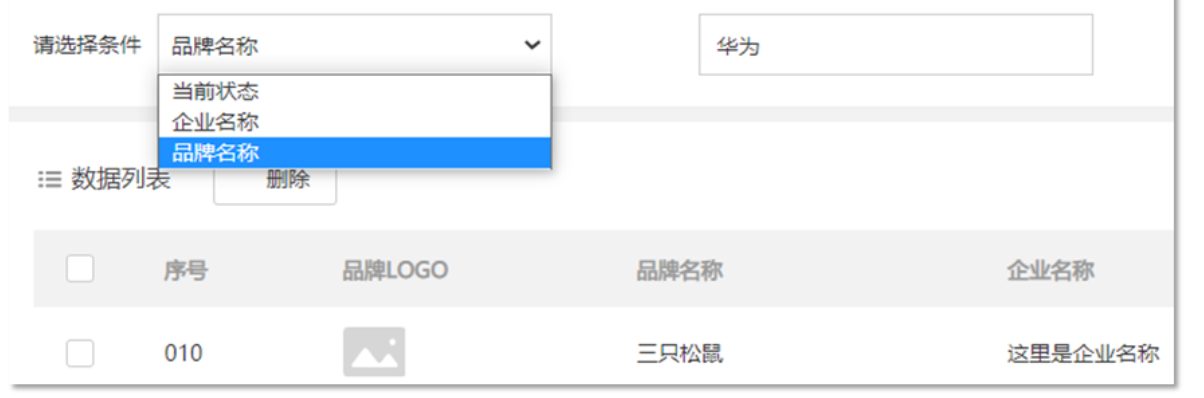 请选择条件 品牌名称 华为
当前状态
企业名称
品牌名称
数据列表 删除
序号 品牌LOGO 品牌名称 企业名称
010 三只松鼠 这里是企业名称